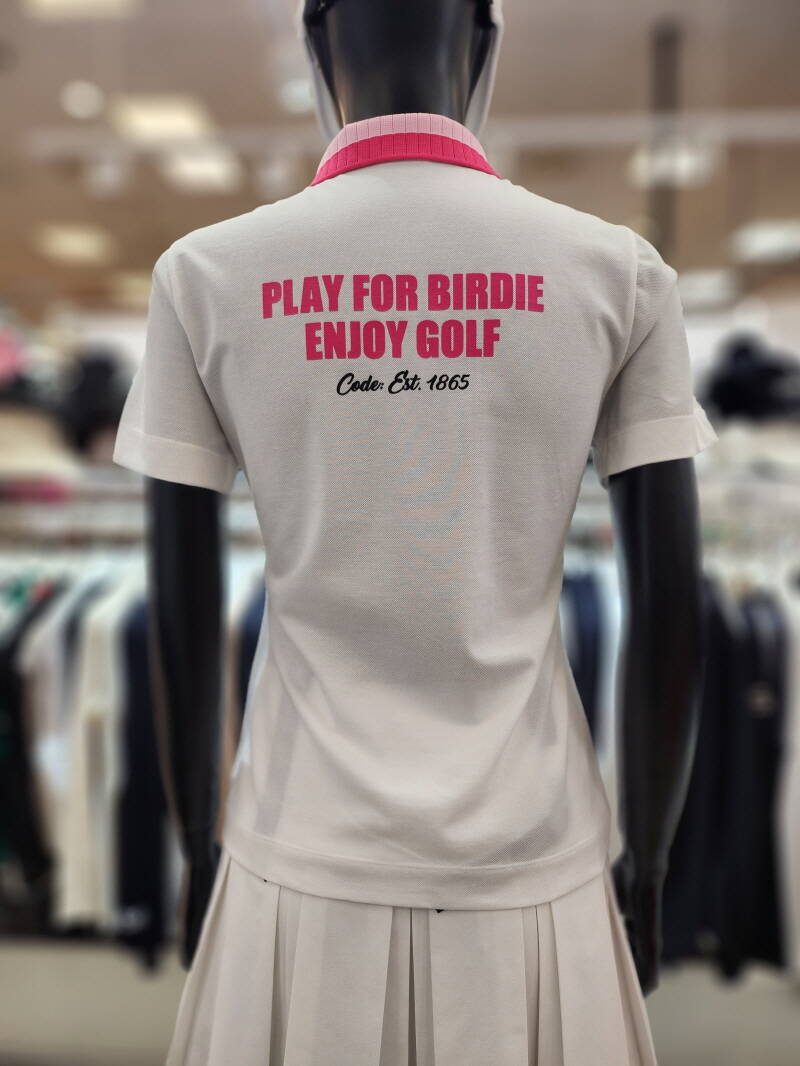 PLAY FOR BIRDIE
ENJOY GOLF
Code: Est. 1865